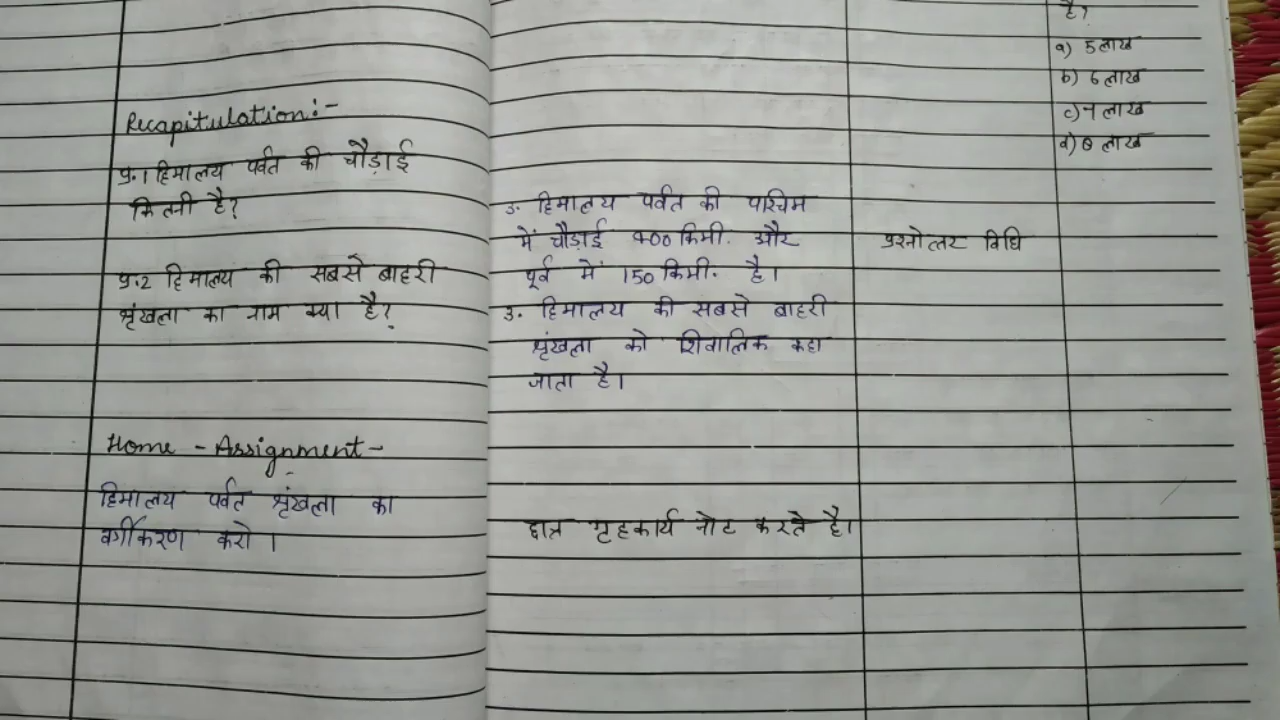 है?
a) 5 लाख
b) 6 लाख
c) 7 लाख
d) 8 लाख
Recapitulation:-
प्र.1 हिमालय पर्वत की चौड़ाई
कितनी है?
उ. हिमालय पर्वत की पश्चिम
में चौड़ाई 400 किमी. और
प्रश्नोत्तर विधि
पूर्व में 150 किमी. है।
प्र.2 हिमालय की सबसे बाहरी
श्रृंखला का नाम क्या है?
उ. हिमालय की सबसे बाहरी
श्रृंखला को शिवालिक कहा
जाता है।
Home - Assignment -
हिमालय पर्वत श्रृंखला का
वर्गीकरण करो ।
छात्र गृहकार्य नोट करते है।